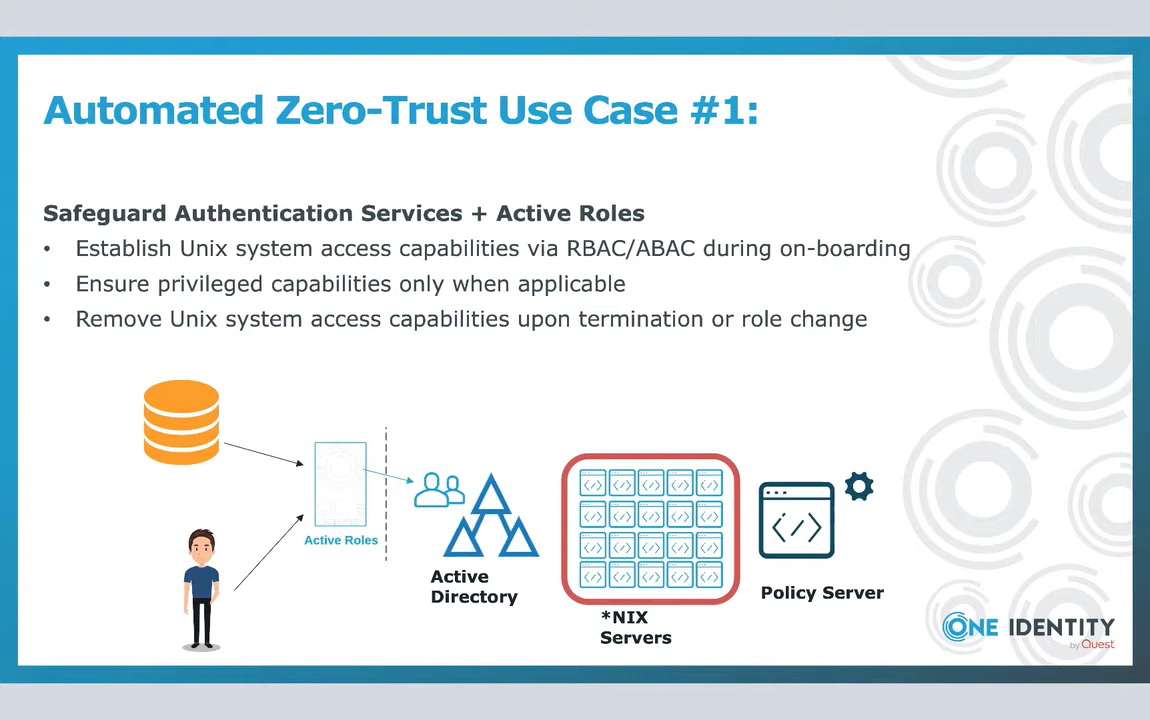 Automated Zero-Trust Use Case #1:
Safeguard Authentication Services + Active Roles
• Establish Unix system access capabilities via RBAC/ABAC during on-boarding
• Ensure privileged capabilities only when applicable
• Remove Unix system access capabilities upon termination or role change
Active Roles
Active
Directory
*NIX
Servers
Policy Server
ONE IDENTITY
by Quest